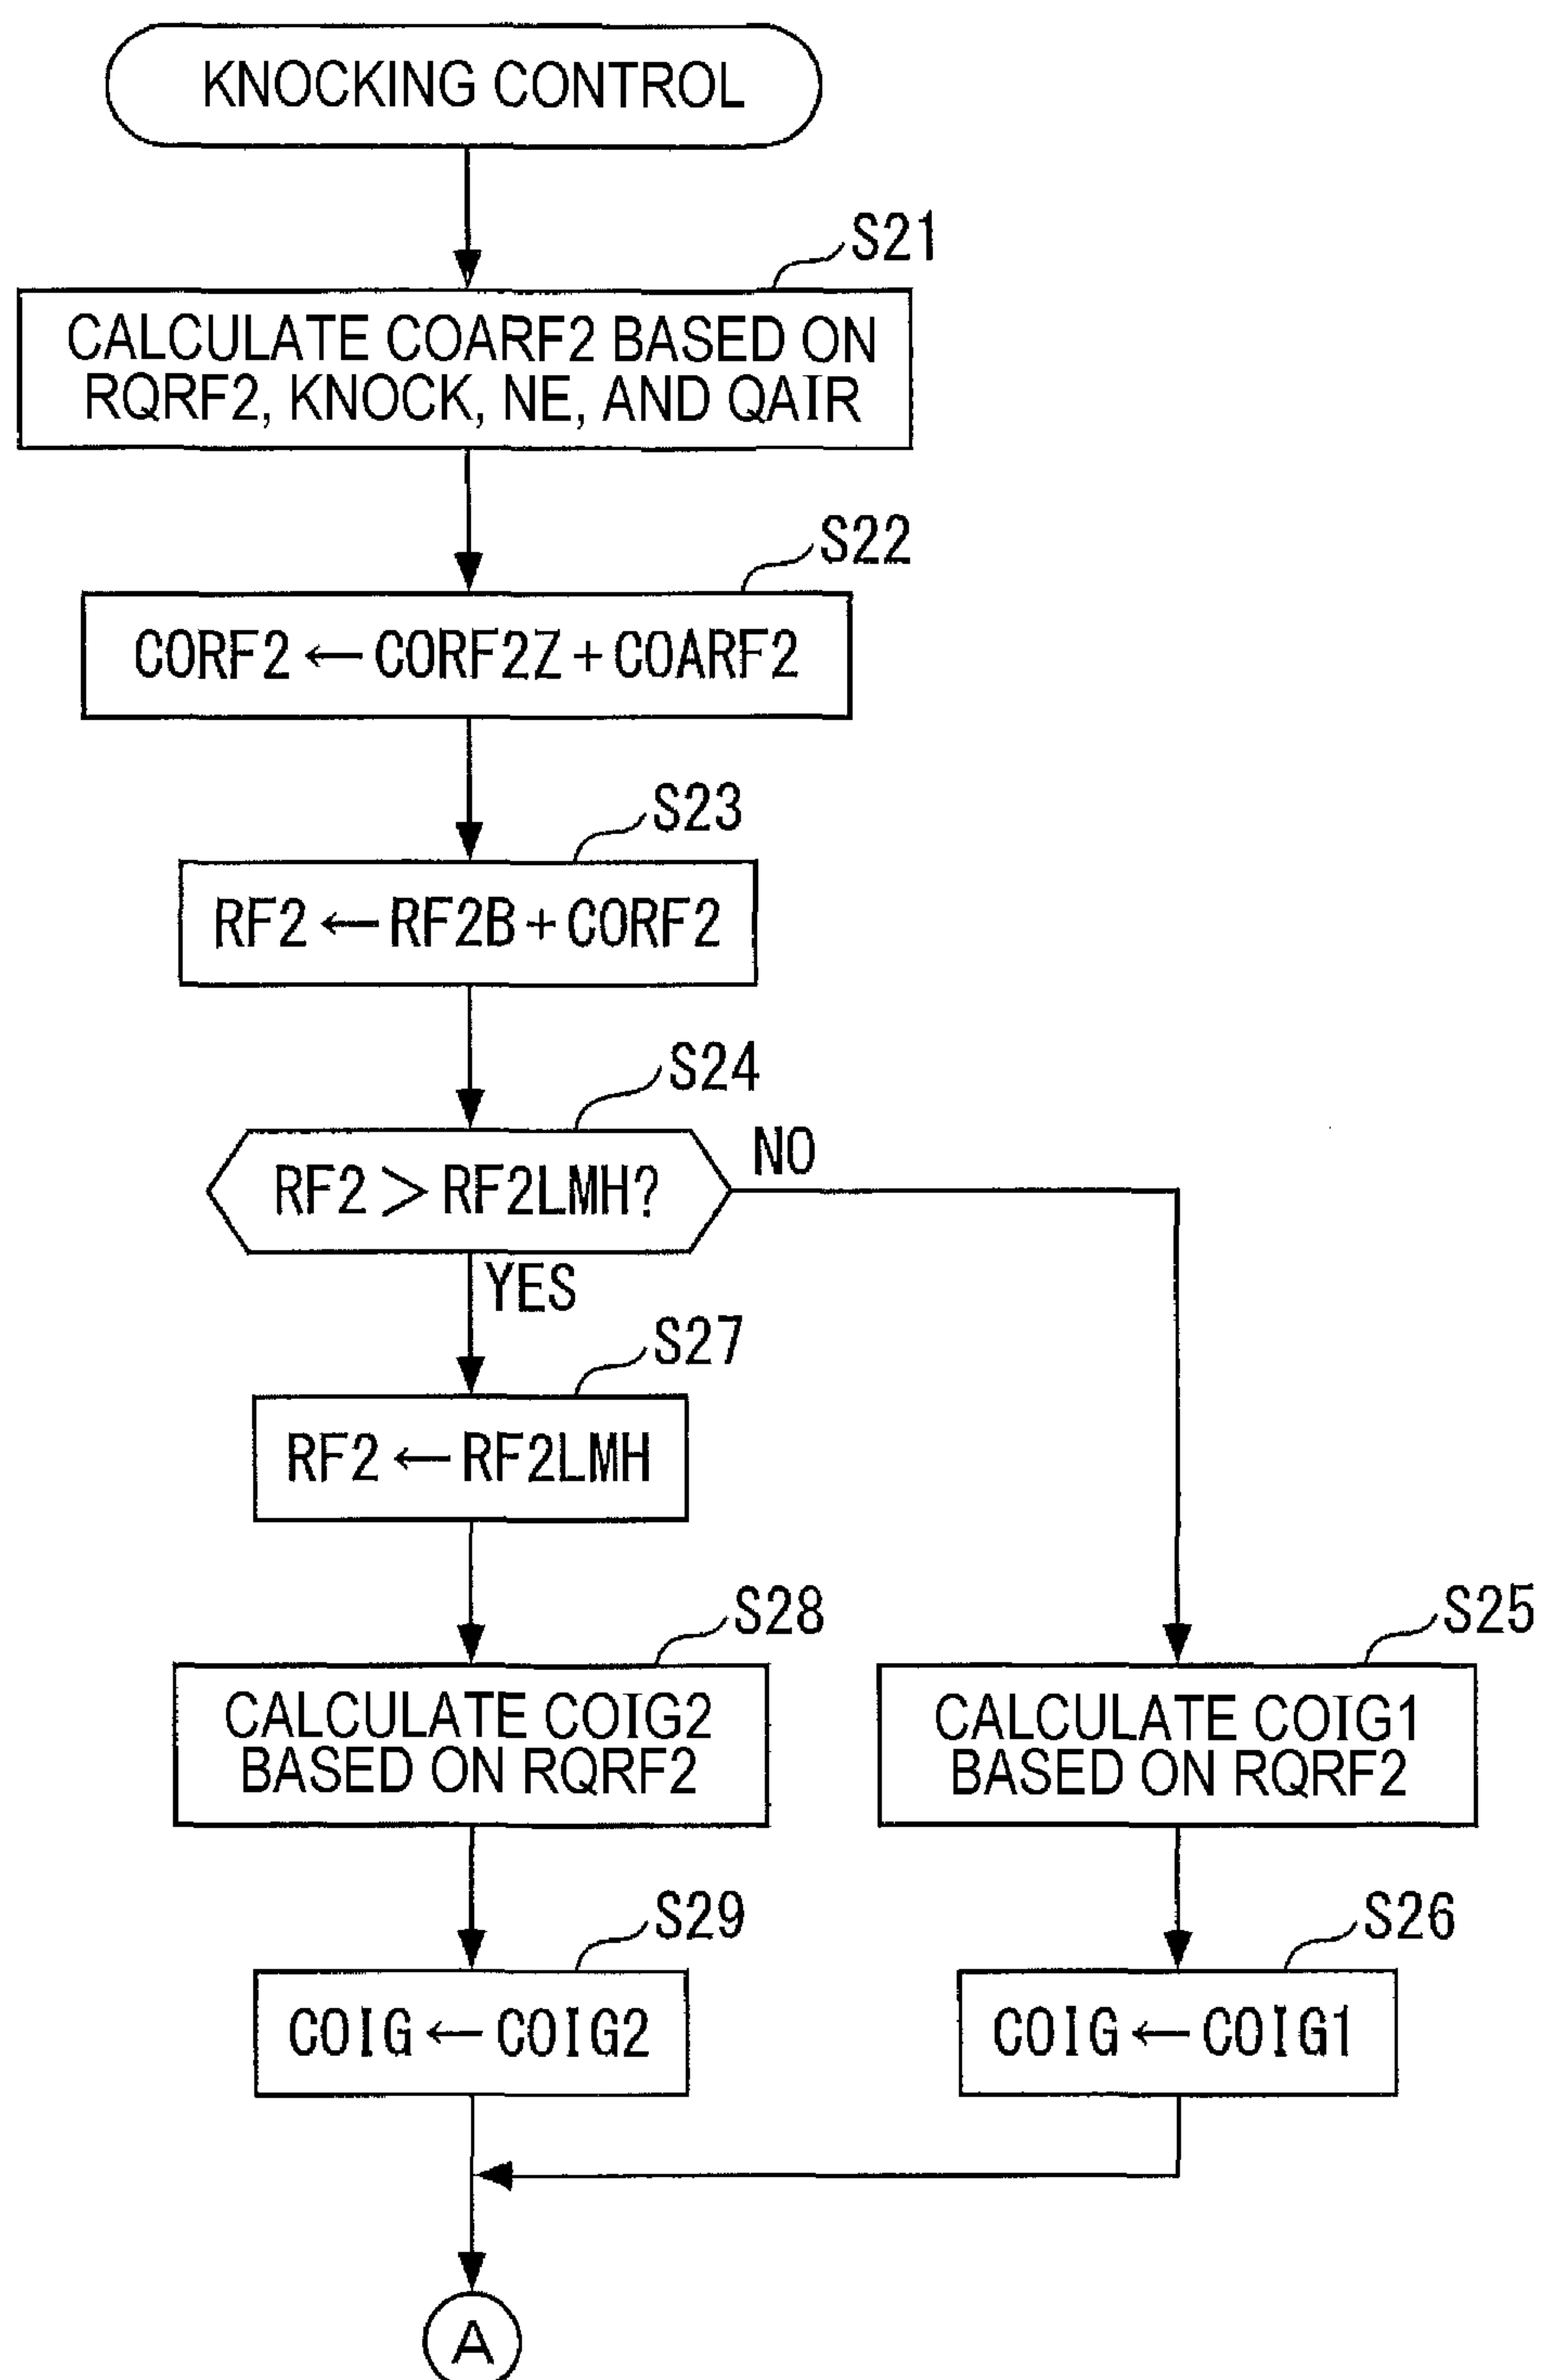 KNOCKING CONTROL
S21
CALCULATE COARF2 BASED ON
RQRF2, KNOCK, NE, AND QAIR
S22
CORF2 ← CORF2Z + COARF2
S23
RF2 ← RF2B + CORF2
S24
RF2 > RF2LMH?
NO
YES
S27
RF2 ← RF2LMH
S28
CALCULATE COIG2
BASED ON RQRF2
S25
CALCULATE COIG1
BASED ON RQRF2
S29
COIG ← COIG2
S26
COIG ← COIG1
A